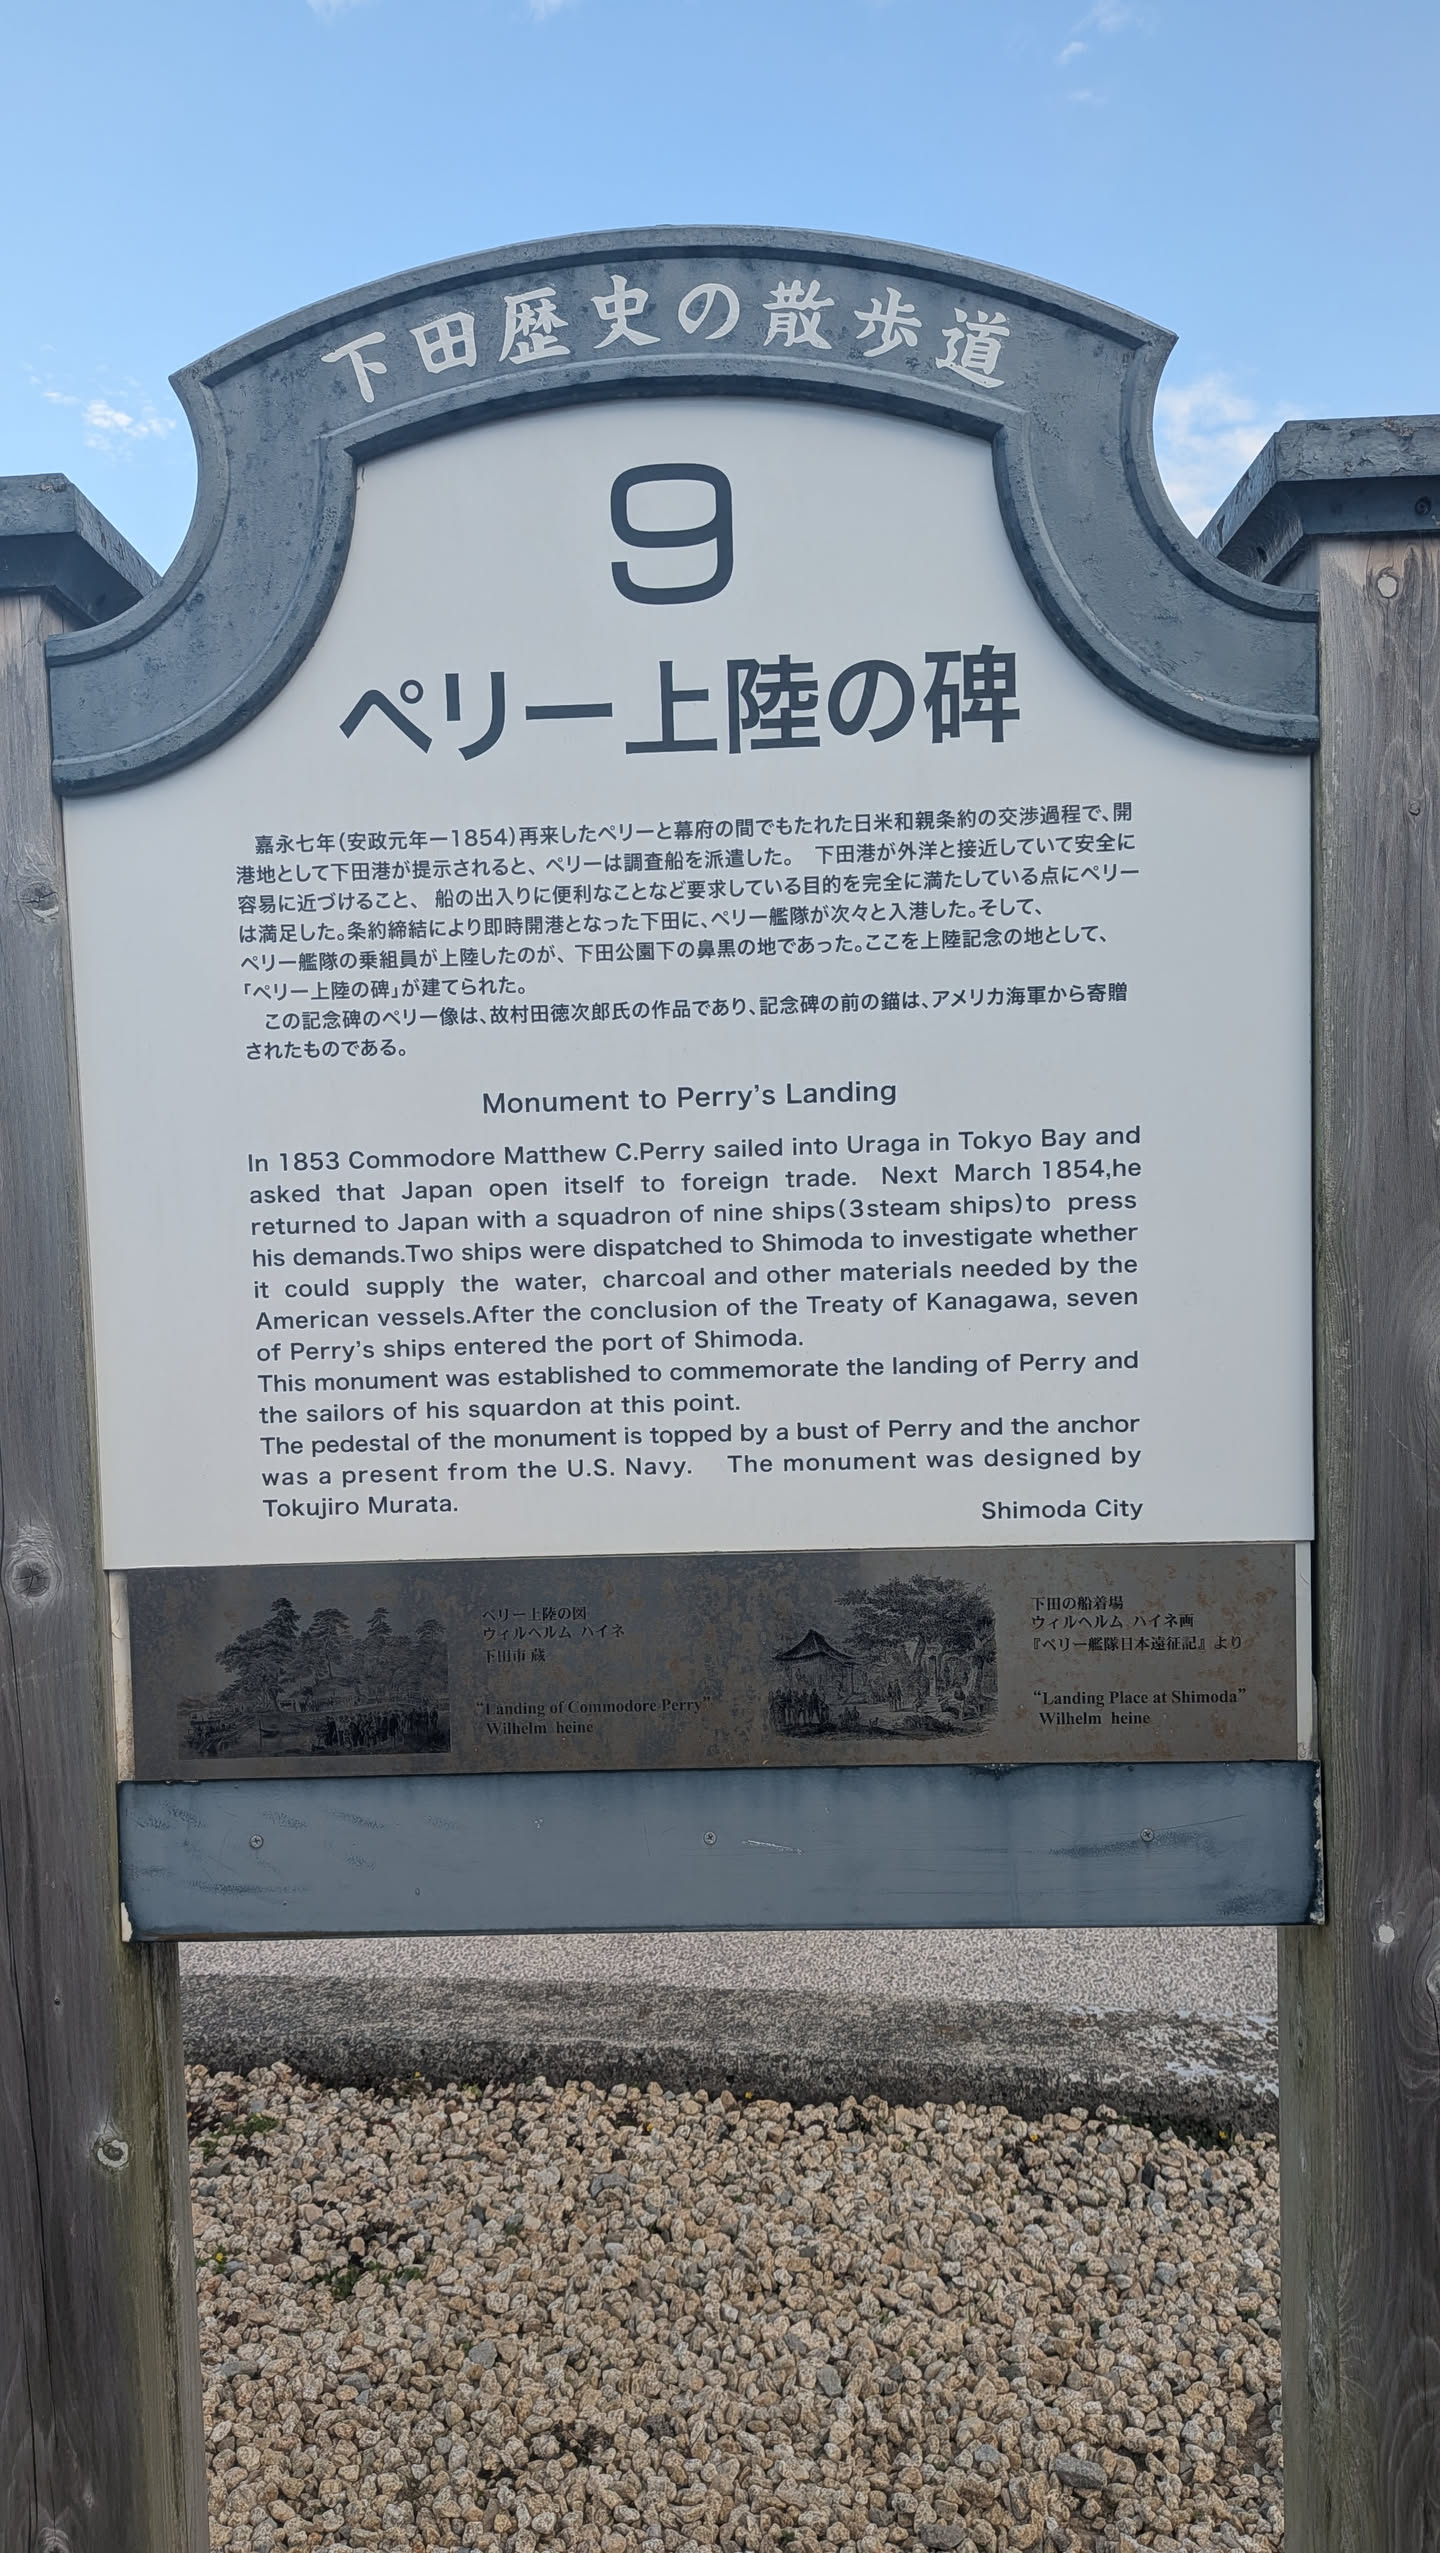 下田歴史の散歩道
9
ペリー上陸の碑
嘉永七年(安政元年ー1854)再来したペリーと幕府の間でもたれた日米和親条約の交渉過程で、開
港地として下田港が提示されると、ペリーは調査船を派遣した。 下田港が外洋と接近していて安全に
容易に近づけること、 船の出入りに便利なことなど要求している目的を完全に満たしている点にペリー
は満足した。条約締結により即時開港となった下田に、ペリー艦隊が次々と入港した。そして、
ペリー艦隊の乗組員が上陸したのが、下田公園下の鼻黒の地であった。ここを上陸記念の地として、
「ペリー上陸の碑」が建てられた。
この記念碑のペリー像は、故村田徳次郎氏の作品であり、記念碑の前の錨は、アメリカ海軍から寄贈
されたものである。
Monument to Perry's Landing
In 1853 Commodore Matthew C.Perry sailed into Uraga in Tokyo Bay and
asked that Japan open itself to foreign trade. Next March 1854,he
returned to Japan with a squadron of nine ships(3steam ships)to press
his demands.Two ships were dispatched to Shimoda to investigate whether
it could supply the water, charcoal and other materials needed by the
American vessels.After the conclusion of the Treaty of Kanagawa, seven
of Perry's ships entered the port of Shimoda.
This monument was established to commemorate the landing of Perry and
the sailors of his squardon at this point.
The pedestal of the monument is topped by a bust of Perry and the anchor
was a present from the U.S. Navy. The monument was designed by
Tokujiro Murata.
Shimoda City
ペリー上陸の図
ウィルヘルム ハイネ
下田市蔵
"Landing of Commodore Perry"
Wilhelm heine
下田の船着場
ウィルヘルム ハイネ画
『ペリー艦隊日本遠征記』より
"Landing Place at Shimoda"
Wilhelm heine